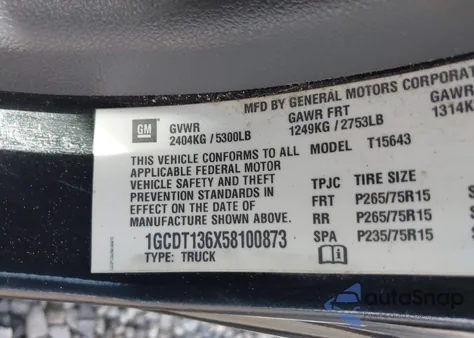 MFD BY GENERAL MOTORS CORPORAT
GM
GVWR
GAWR FRT
GAWR
2404KG / 5300LB
1249KG / 2753LB
1314K
THIS VEHICLE CONFORMS TO ALL
APPLICABLE FEDERAL MOTOR
VEHICLE SAFETY AND THEFT
PREVENTION STANDARDS IN
EFFECT ON THE DATE OF
MANUFACTURE SHOWN ABOVE.
1GCDT136X58100873
TYPE: TRUCK
MODEL T15643
TPJC TIRE SIZE
FRT P265/75R15
RR P265/75R15
SPA P235/75R15
autoSnap